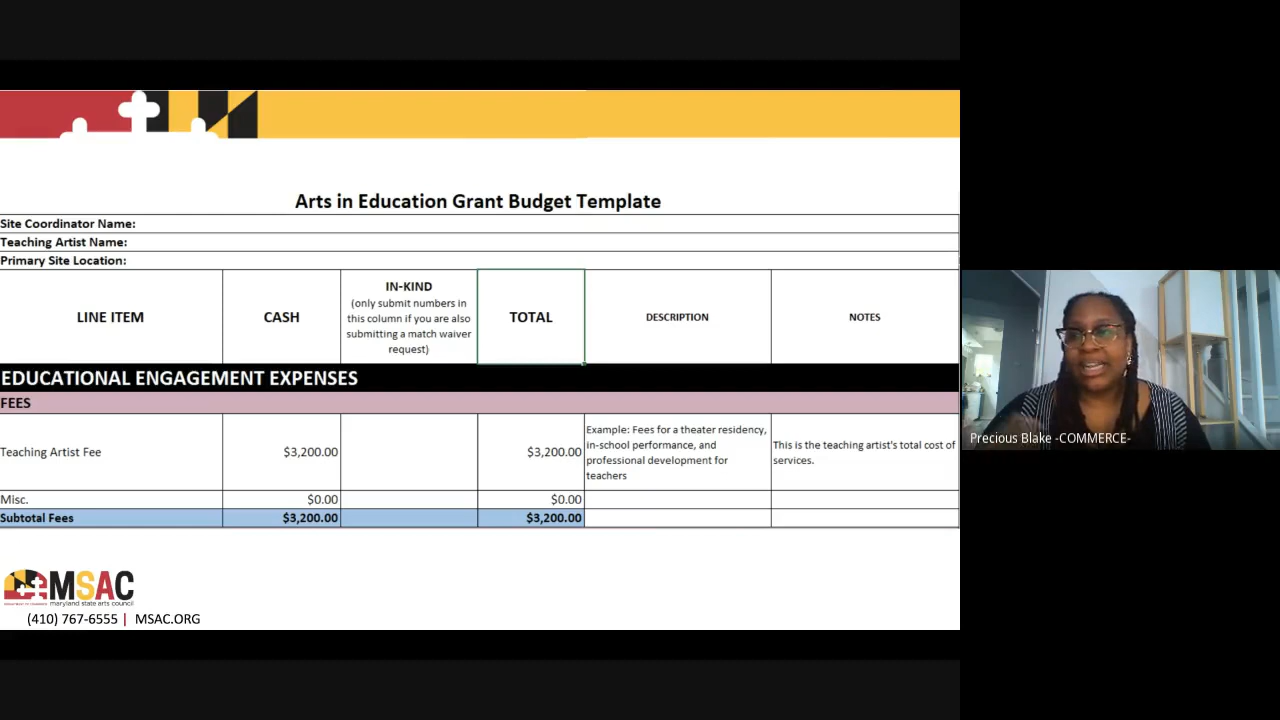 Arts in Education Grant Budget Template
Site Coordinator Name:
Teaching Artist Name:
Primary Site Location:
LINE ITEM
CASH
IN-KIND
(only submit numbers in
this column if you are also
submitting a match waiver
request)
TOTAL
DESCRIPTION
NOTES
EDUCATIONAL ENGAGEMENT EXPENSES
FEES
Teaching Artist Fee
$3,200.00
$3,200.00
Example: Fees for a theater residency,
in-school performance, and
professional development for
teachers
This is the teaching artist's total cost of
services.
Misc.
$0.00
$0.00
Subtotal Fees
$3,200.00
$3,200.00
MSAC
maryland state arts council
(410) 767-6555 | MSAC.ORG
Precious Blake -COMMERCE-